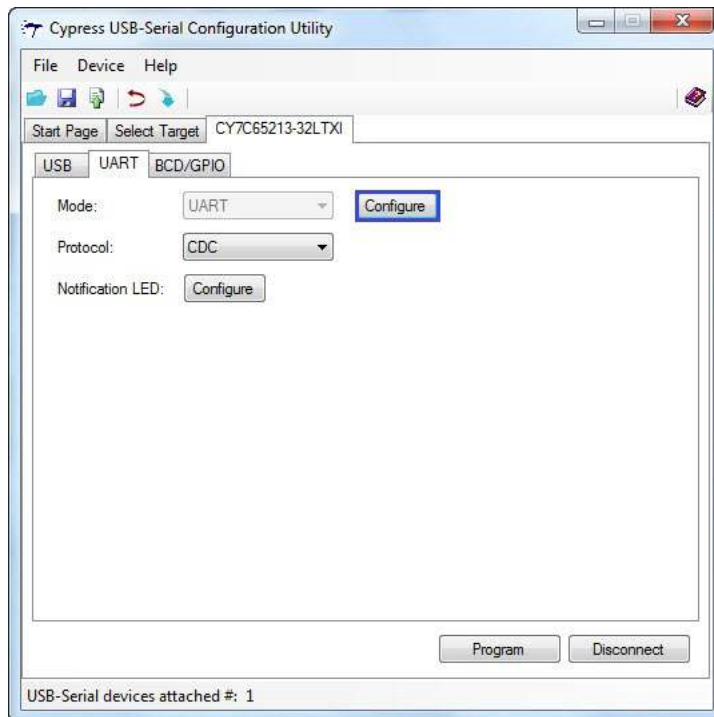 Cypress USB-Serial Configuration Utility
File Device Help
Start Page Select Target CY7C65213-32LTXI
USB UART BCD/GPIO
Mode: UART Configure
Protocol: CDC
Notification LED: Configure
Program Disconnect
USB-Serial devices attached #: 1